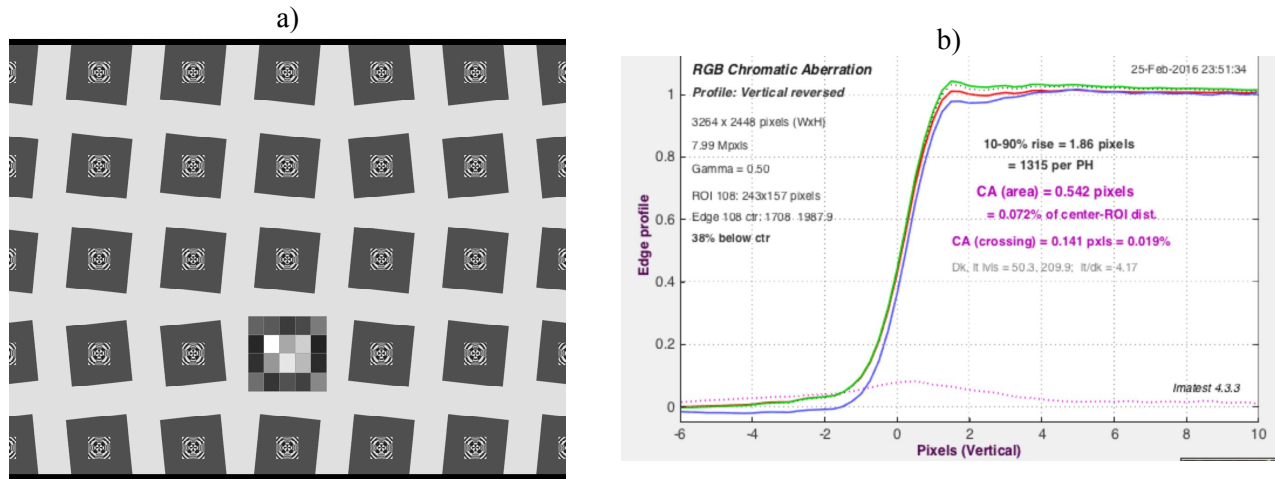 a)
b)
RGB Chromatic Aberration
25-Feb-2016 23:51:34
Profile: Vertical reversed
3264 x 2448 pixels (WxH)
7.99 Mpxls
Gamma = 0.50
ROI 108: 243x157 pixels
Edge 108 ctr: 1708 1987.9
38% below ctr
10-90% rise = 1.86 pixels
= 1315 per PH
CA (area) = 0.542 pixels
= 0.072% of center-ROI dist.
CA (crossing) = 0.141 pxls = 0.019%
Dk, lt lvls = 50.3, 209.9; lt/dk = 4.17
Imatest 4.3.3
Edge profile
1
0.8
0.6
0.4
0.2
0
-6 -4 -2 0 2 4 6 8 10
Pixels (Vertical)